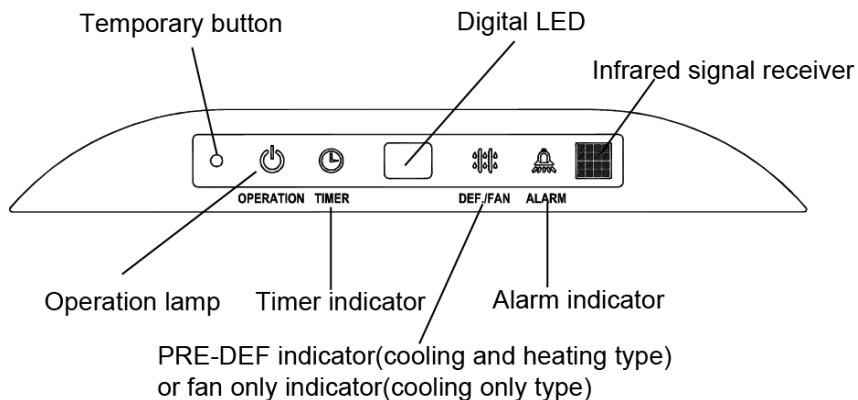 Temporary button
Digital LED
Infrared signal receiver
OPERATION TIMER DEF./FAN ALARM
Operation lamp
Timer indicator
Alarm indicator
PRE-DEF indicator(cooling and heating type)
or fan only indicator(cooling only type)